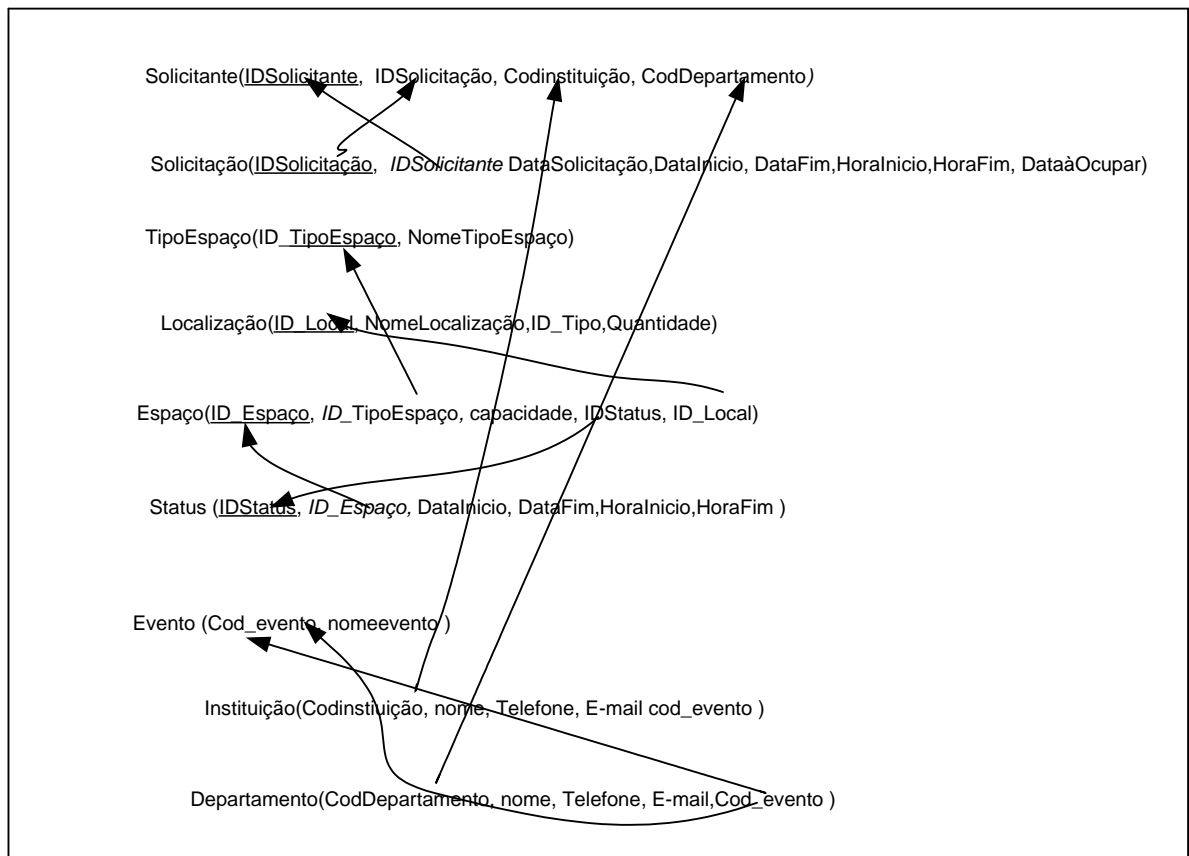 Solicitante(IDSolicitante, IDSolicitação, Codinstituição, CodDepartamento)
Solicitação(IDSolicitação, IDSolicitante DataSolicitação,DataInicio, DataFim,HoraInicio,HoraFim, DataàOcupar)
TipoEspaço(ID_TipoEspaço, NomeTipoEspaço)
Localização(ID_Local, NomeLocalização,ID_Tipo,Quantidade)
Espaço(ID_Espaço, ID_TipoEspaço, capacidade, IDStatus, ID_Local)
Status (IDStatus, ID_Espaço, DataInicio, DataFim,HoraInicio,HoraFim )
Evento (Cod_evento, nomeevento )
Instituição(Codinstiuição, nome, Telefone, E-mail cod_evento )
Departamento(CodDepartamento, nome, Telefone, E-mail,Cod_evento )